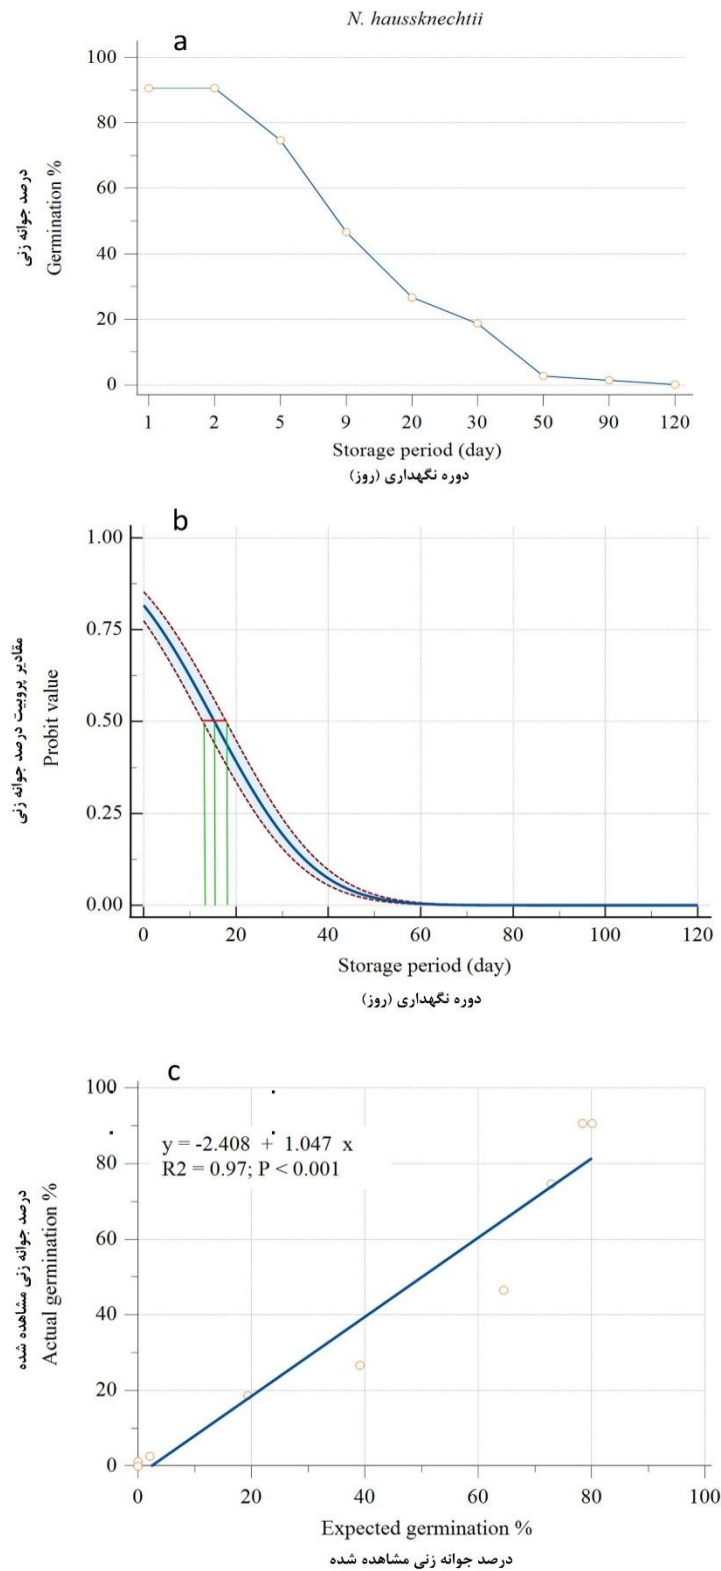 N. haussknechtii
a
100
80
60
40
20
0
درصد جوانه زنی
Germination %
1 2 5 9 20 30 50 90 120
Storage period (day)
دوره نگهداری (روز)
b
1.00
0.75
0.50
0.25
0.00
مقادیر پروبیت درصد جوانه زنی
Probit value
0 20 40 60 80 100 120
Storage period (day)
دوره نگهداری (روز)
c
100
80
60
40
20
0
y = -2.408 + 1.047 x
R2 = 0.97; P < 0.001
درصد جوانه زنی مشاهده شده
Actual germination %
0 20 40 60 80 100
Expected germination %
درصد جوانه زنی مشاهده شده